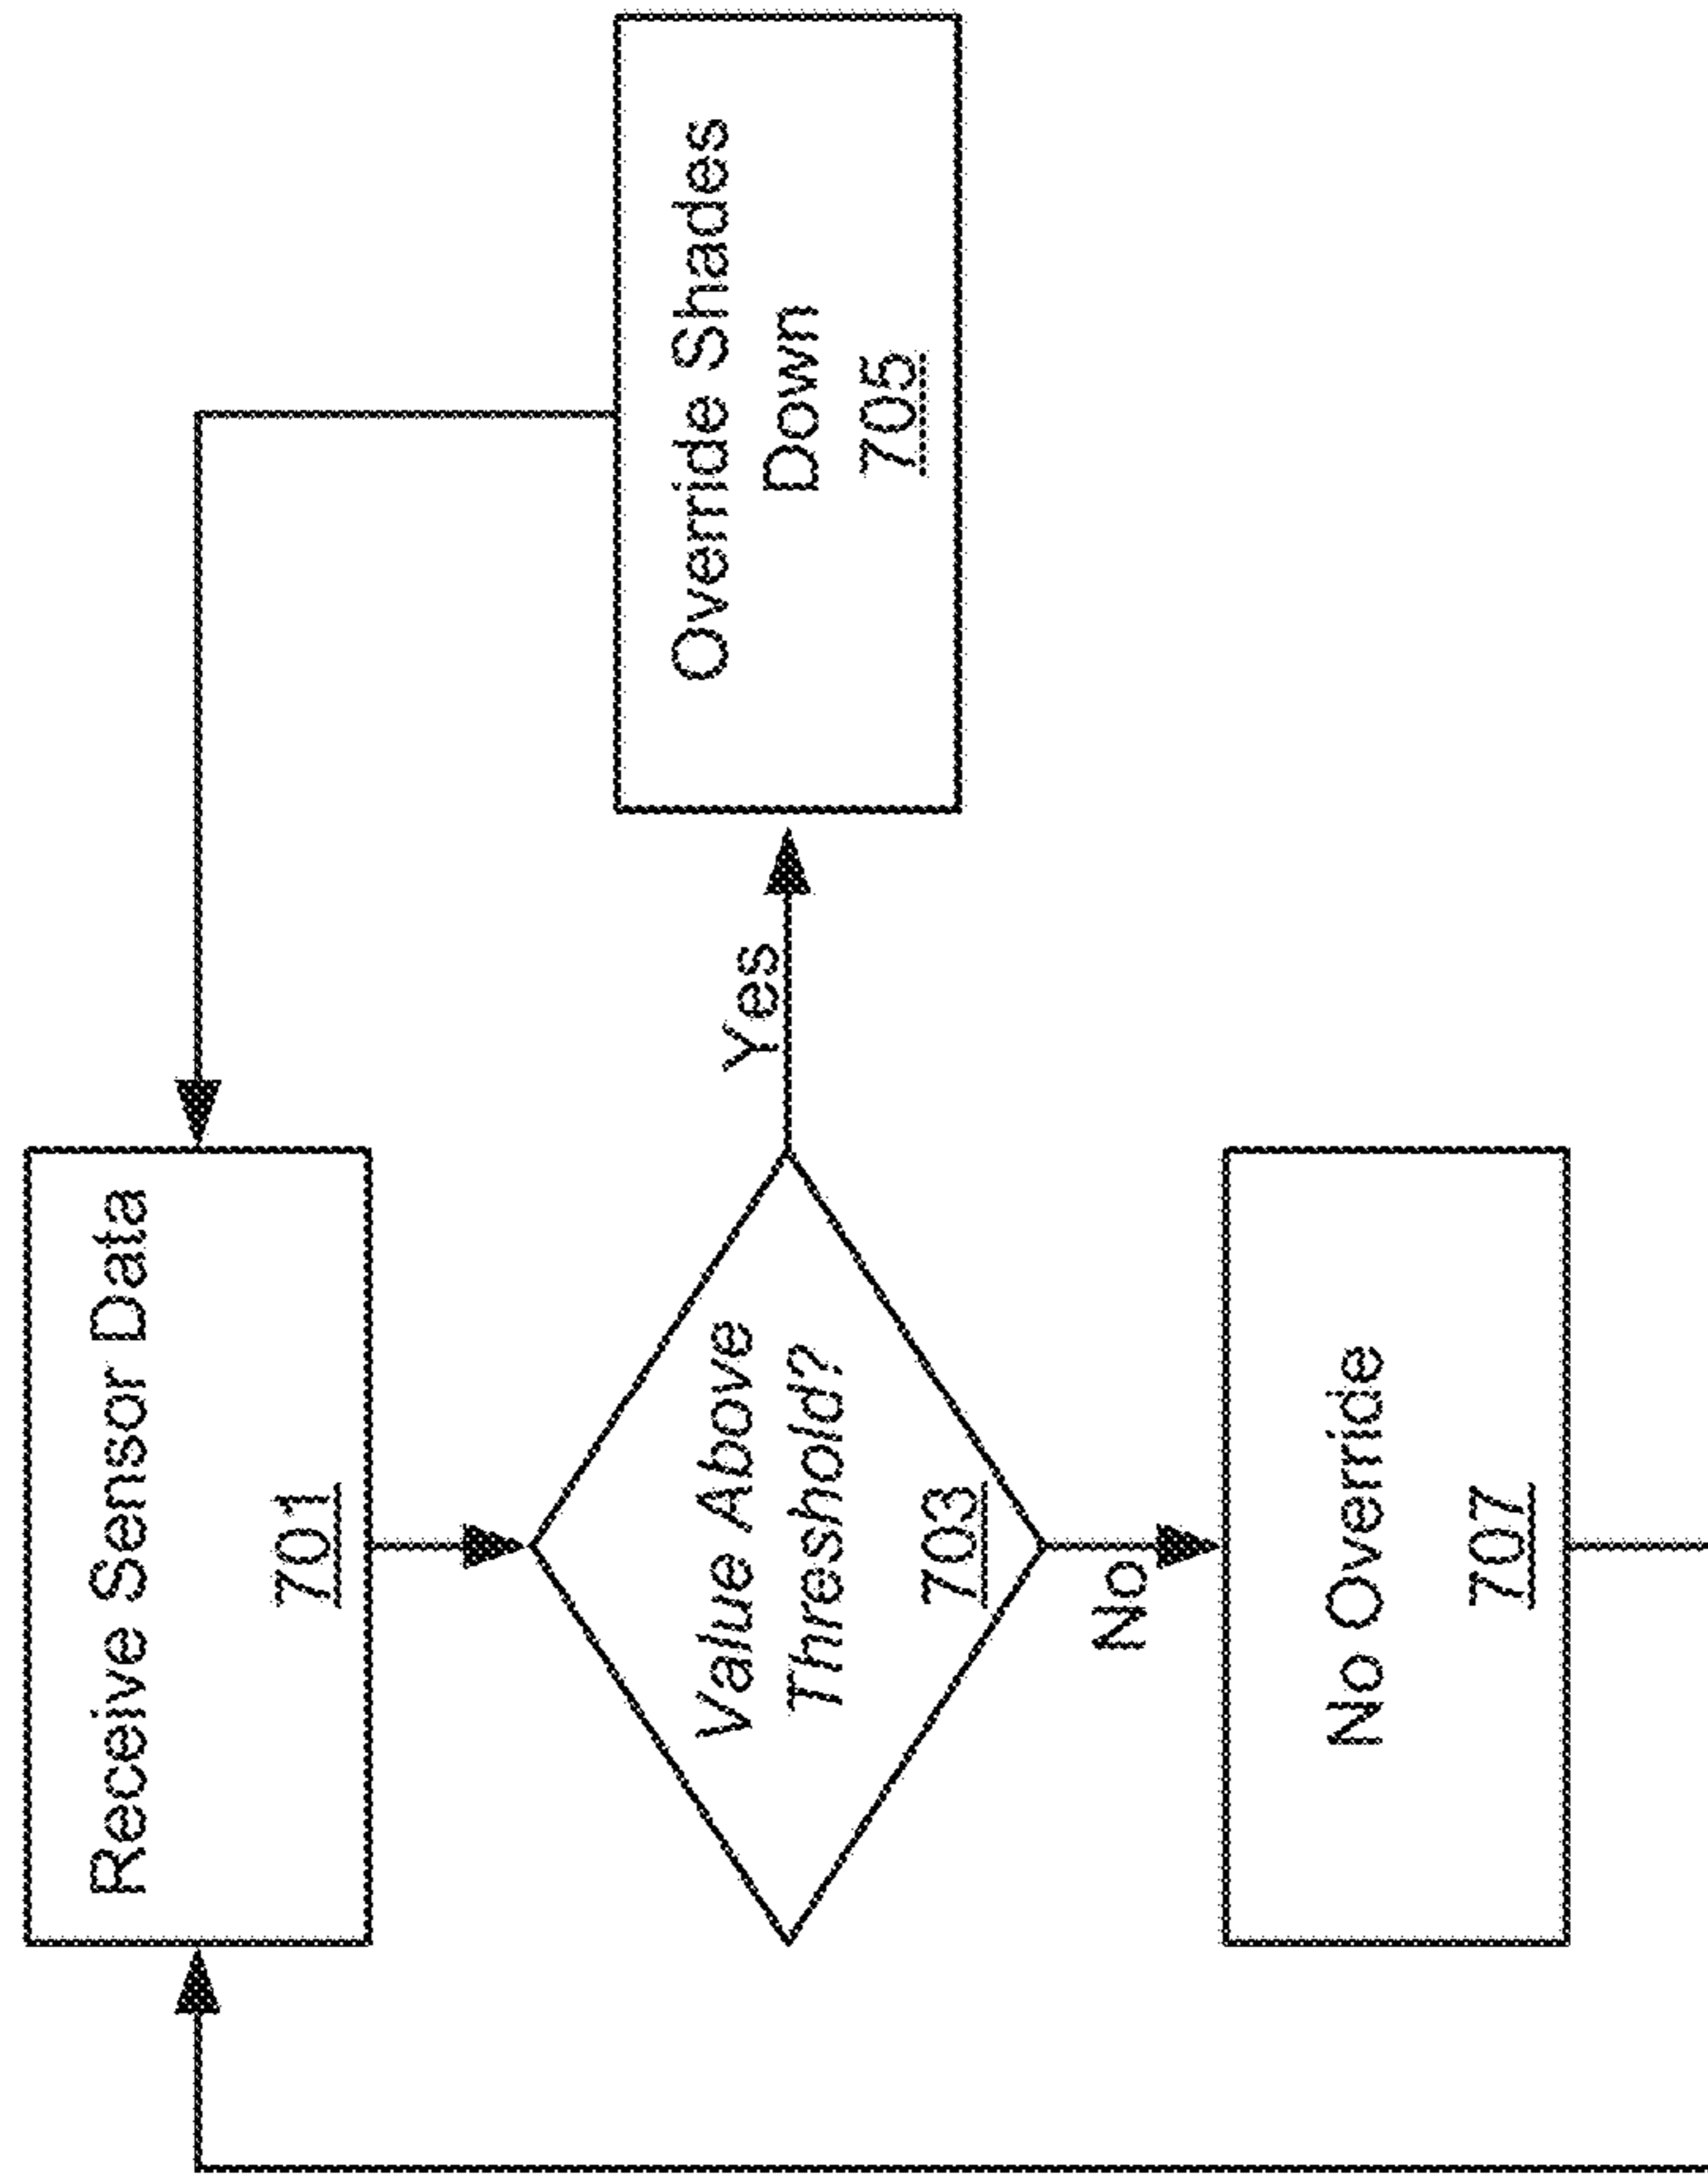 Receive Sensor Data
701
Value Above
Threshold?
703
Yes
Override Shades
Down
705
No
No Override
707